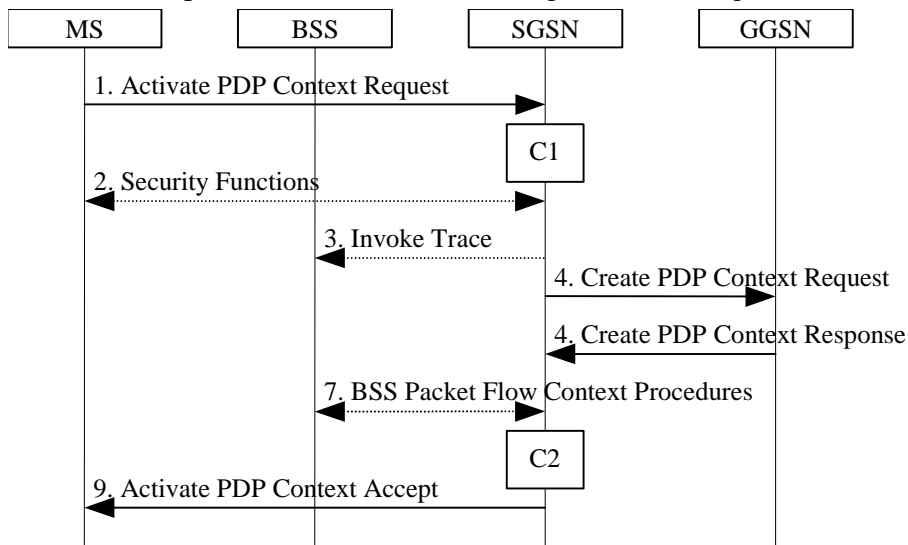 MS BSS SGSN GGSN
1. Activate PDP Context Request
C1
2. Security Functions
3. Invoke Trace
4. Create PDP Context Request
4. Create PDP Context Response
7. BSS Packet Flow Context Procedures
C2
9. Activate PDP Context Accept